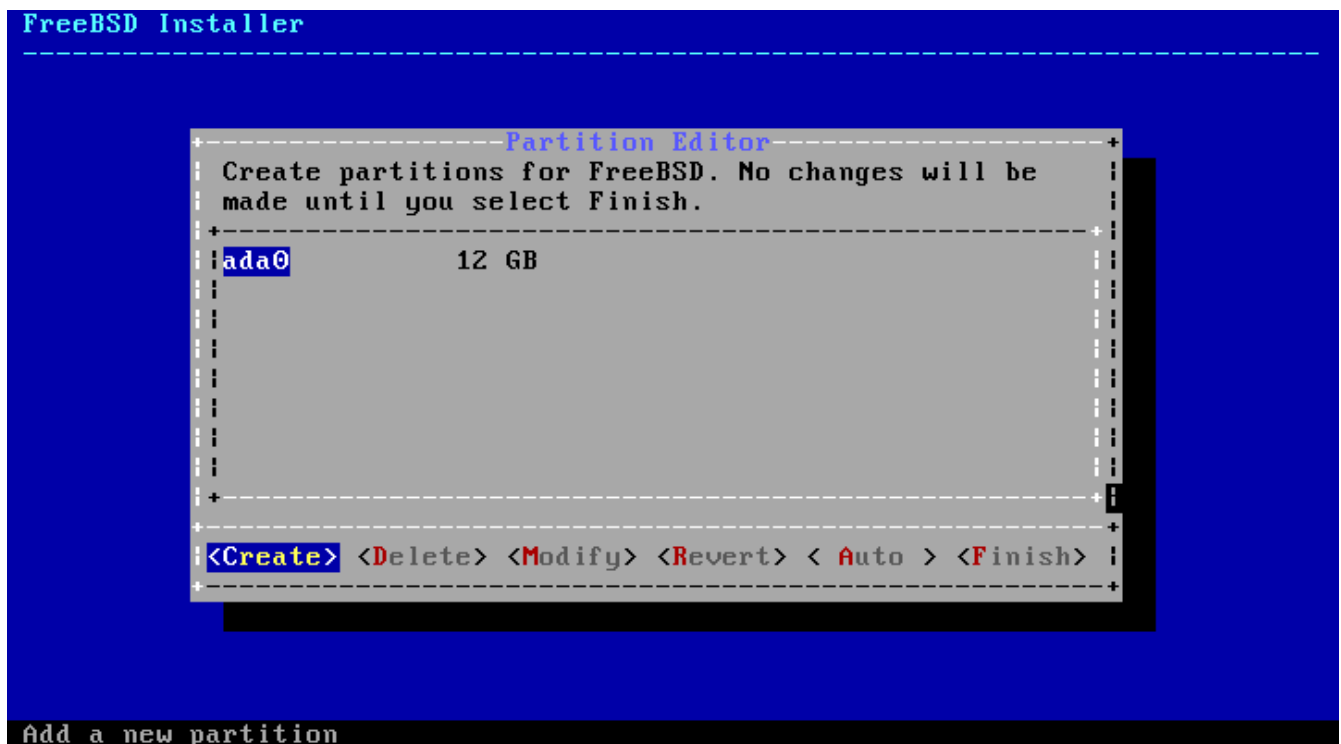 FreeBSD Installer
Partition Editor
Create partitions for FreeBSD. No changes will be
made until you select Finish.
ada0 12 GB
<Create> <Delete> <Modify> <Revert> < Auto > <Finish>
Add a new partition